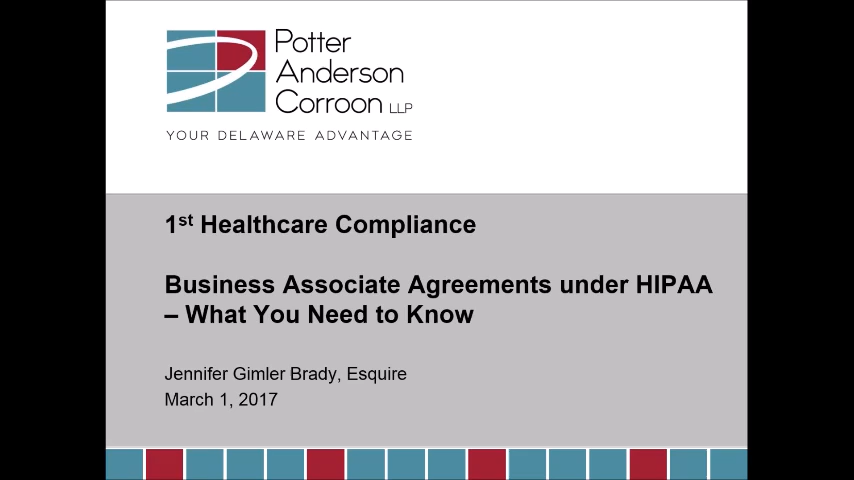 Potter
Anderson
Corroon LLP
YOUR DELAWARE ADVANTAGE
1st Healthcare Compliance
Business Associate Agreements under HIPAA
– What You Need to Know
Jennifer Gimler Brady, Esquire
March 1, 2017